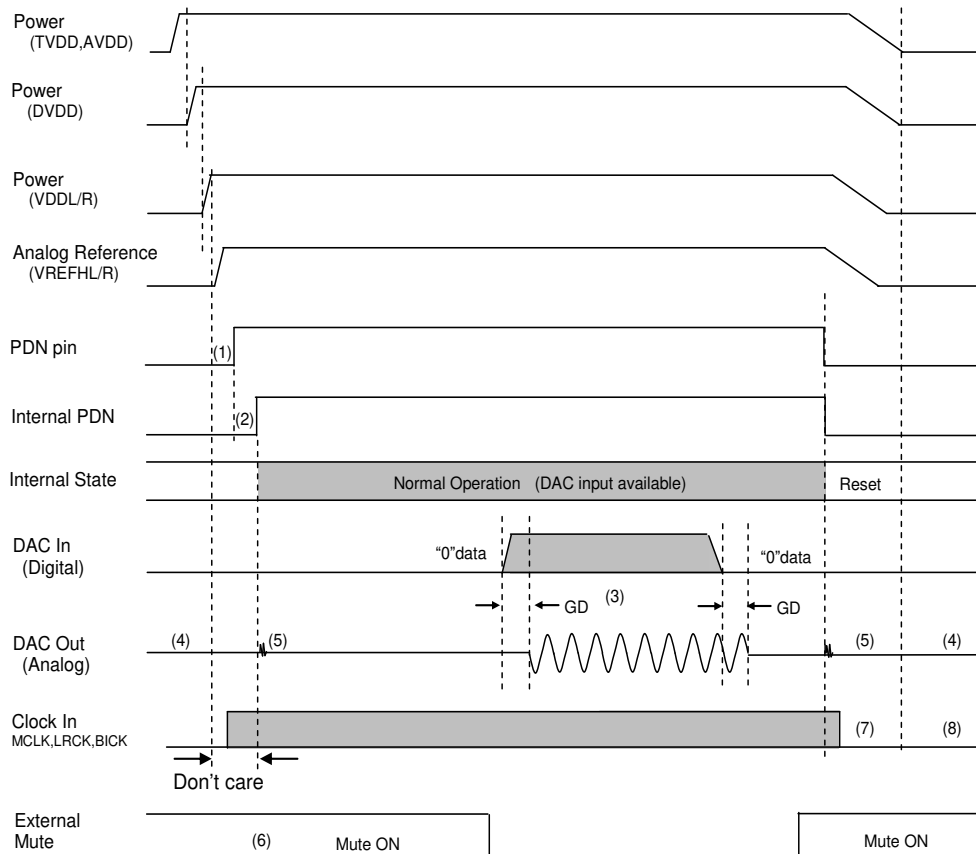 Power
(TVDD,AVDD)
Power
(DVDD)
Power
(VDDL/R)
Analog Reference
(VREFHL/R)
PDN pin
(1)
Internal PDN
(2)
Internal State
Normal Operation (DAC input available)
Reset
DAC In
(Digital)
“0”data
“0”data
GD
(3)
GD
DAC Out
(Analog)
(4)
(5)
(5)
(4)
Clock In
MCLK,LRCK,BICK
(7)
(8)
Don’t care
External
Mute
(6)
Mute ON
Mute ON